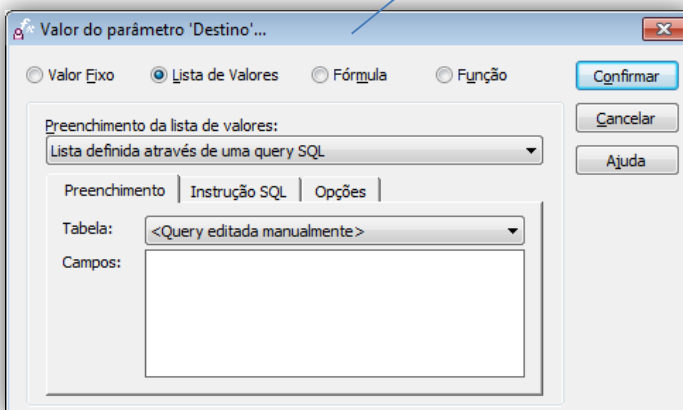 Valor do parâmetro 'Destino'...
Valor Fixo Lista de Valores Fórmula Função
Confirmar
Cancelar
Ajuda
Preenchimento da lista de valores:
Lista definida através de uma query SQL
Preenchimento Instrução SQL Opções
Tabela: <Query editada manualmente>
Campos: